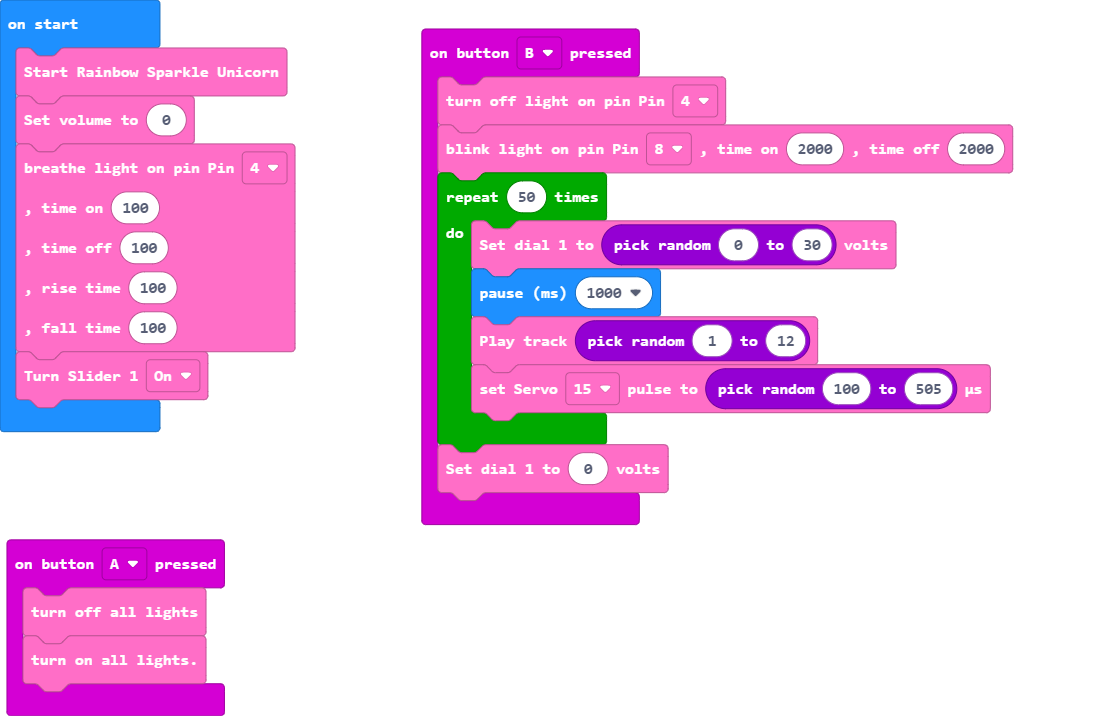 on start
Start Rainbow Sparkle Unicorn
Set volume to 0
breathe light on pin Pin 4
, time on 100
, time off 100
, rise time 100
, fall time 100
Turn Slider 1 On
on button B pressed
turn off light on pin Pin 4
blink light on pin Pin 8 , time on 2000 , time off 2000
repeat 50 times
do
Set dial 1 to pick random 0 to 30 volts
pause (ms) 1000
Play track pick random 1 to 12
set Servo 15 pulse to pick random 100 to 505 µs
Set dial 1 to 0 volts
on button A pressed
turn off all lights
turn on all lights.